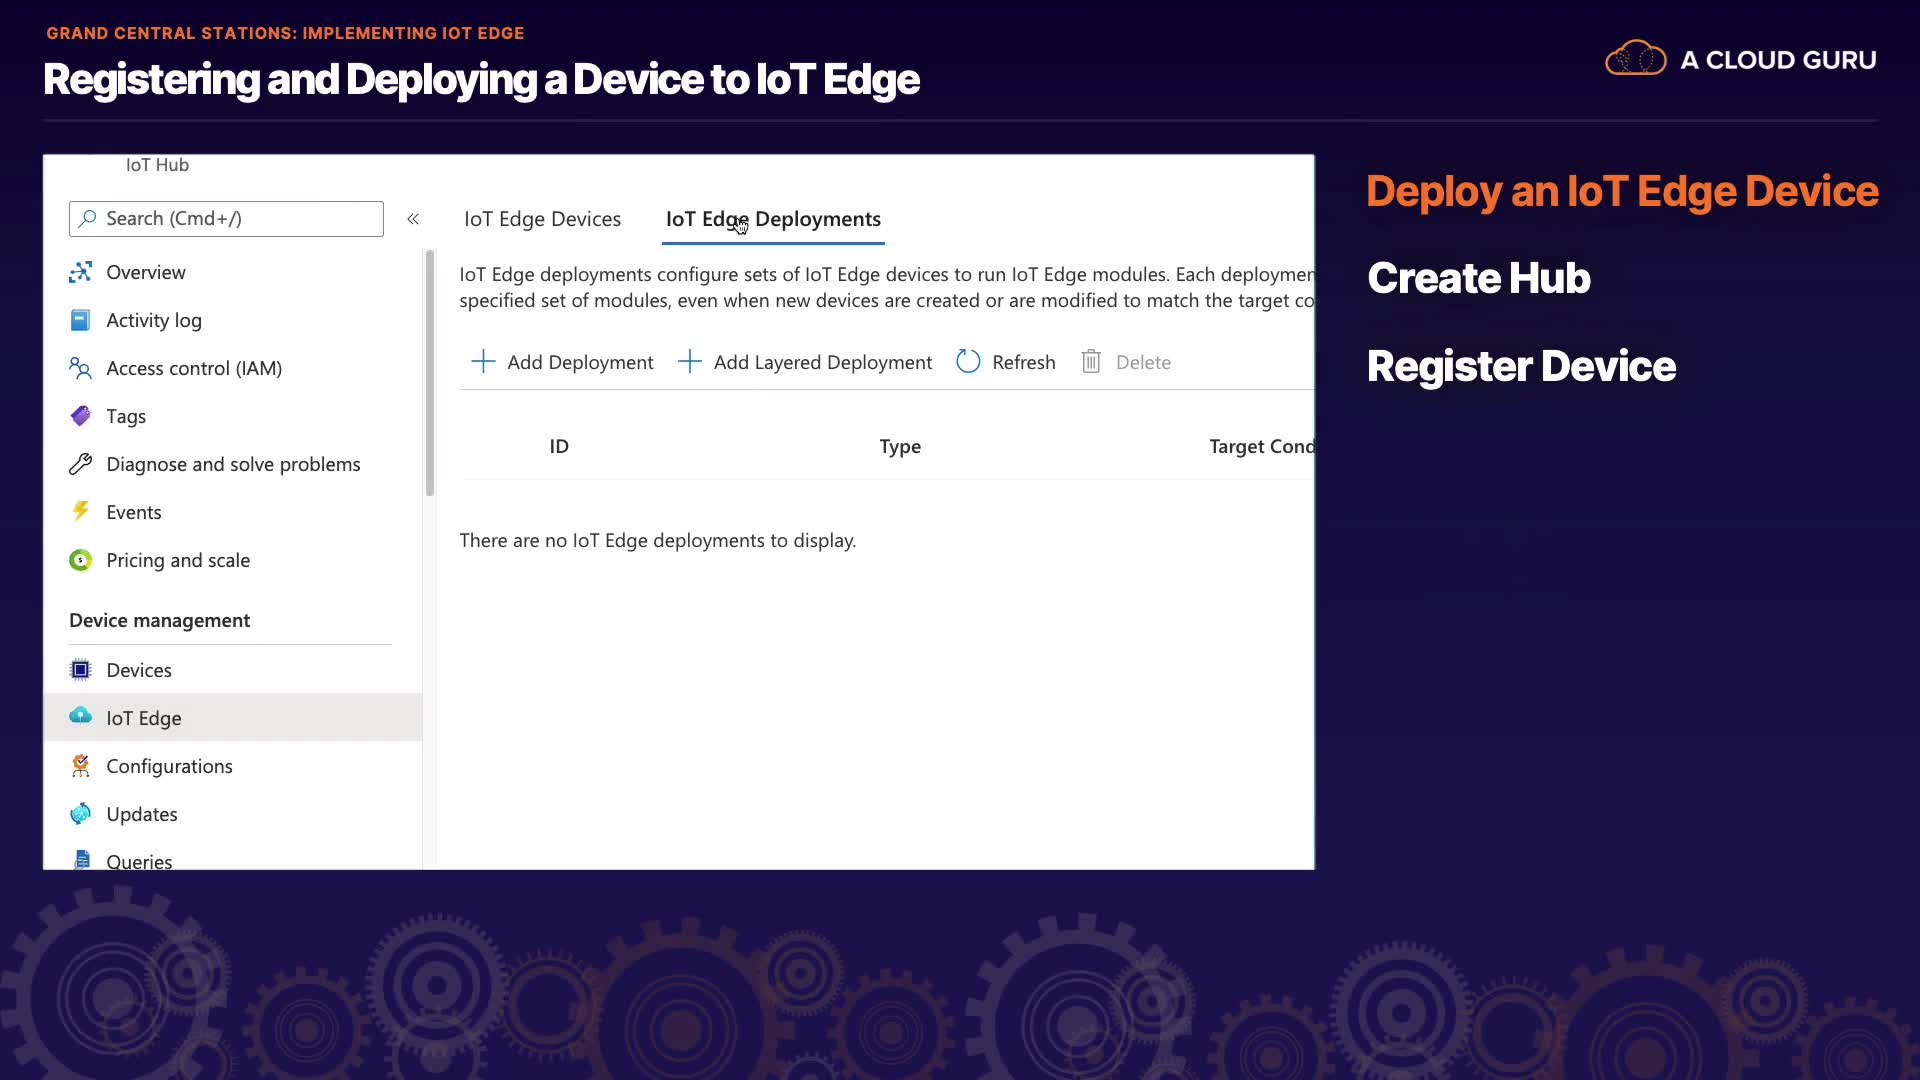 GRAND CENTRAL STATIONS: IMPLEMENTING IOT EDGE
Registering and Deploying a Device to IoT Edge
A CLOUD GURU
IoT Hub
Search (Cmd+/)
«
IoT Edge Devices
IoT Edge Deployments
Overview
Activity log
Access control (IAM)
Tags
Diagnose and solve problems
Events
Pricing and scale
Device management
Devices
IoT Edge
Configurations
Updates
Queries
IoT Edge deployments configure sets of IoT Edge devices to run IoT Edge modules. Each deploymen
specified set of modules, even when new devices are created or are modified to match the target co
Add Deployment
Add Layered Deployment
Refresh
Delete
ID
Type
Target Cond
There are no IoT Edge deployments to display.
Deploy an IoT Edge Device
Create Hub
Register Device